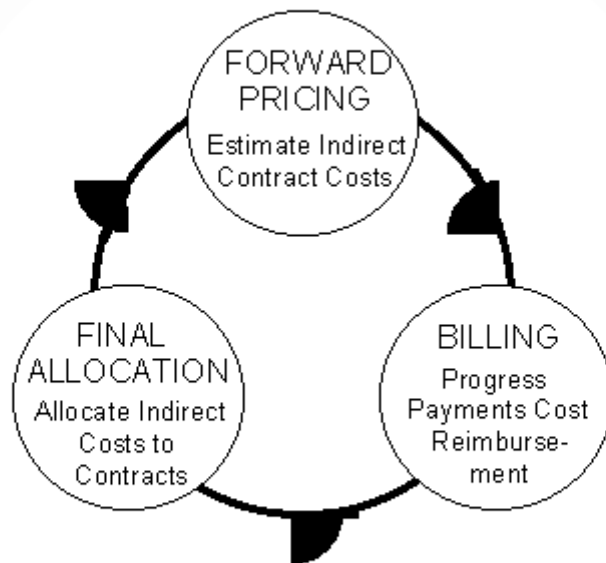 FORWARD
PRICING
Estimate Indirect
Contract Costs
FINAL
ALLOCATION
Allocate Indirect
Costs to
Contracts
BILLING
Progress
Payments Cost
Reimburse-
ment